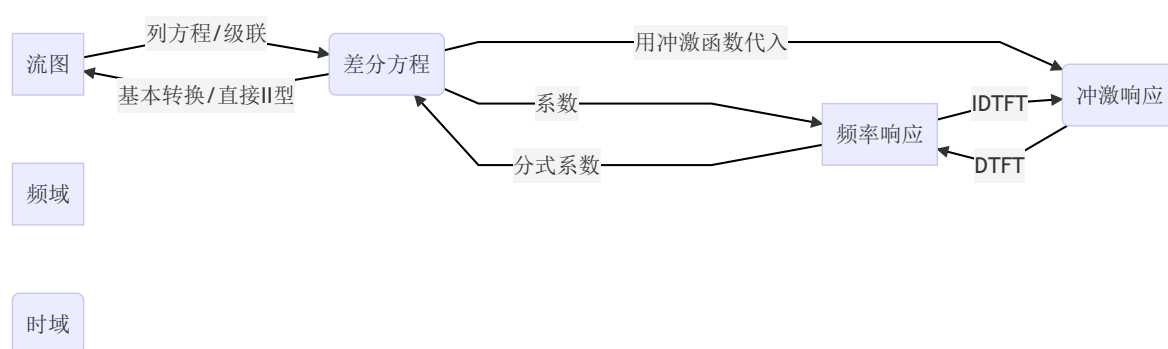 列方程/级联
流图
差分方程
用冲激函数代入
基本转换/直接II型
系数
IDTFT
冲激响应
频率响应
分式系数
DTFT
频域
时域